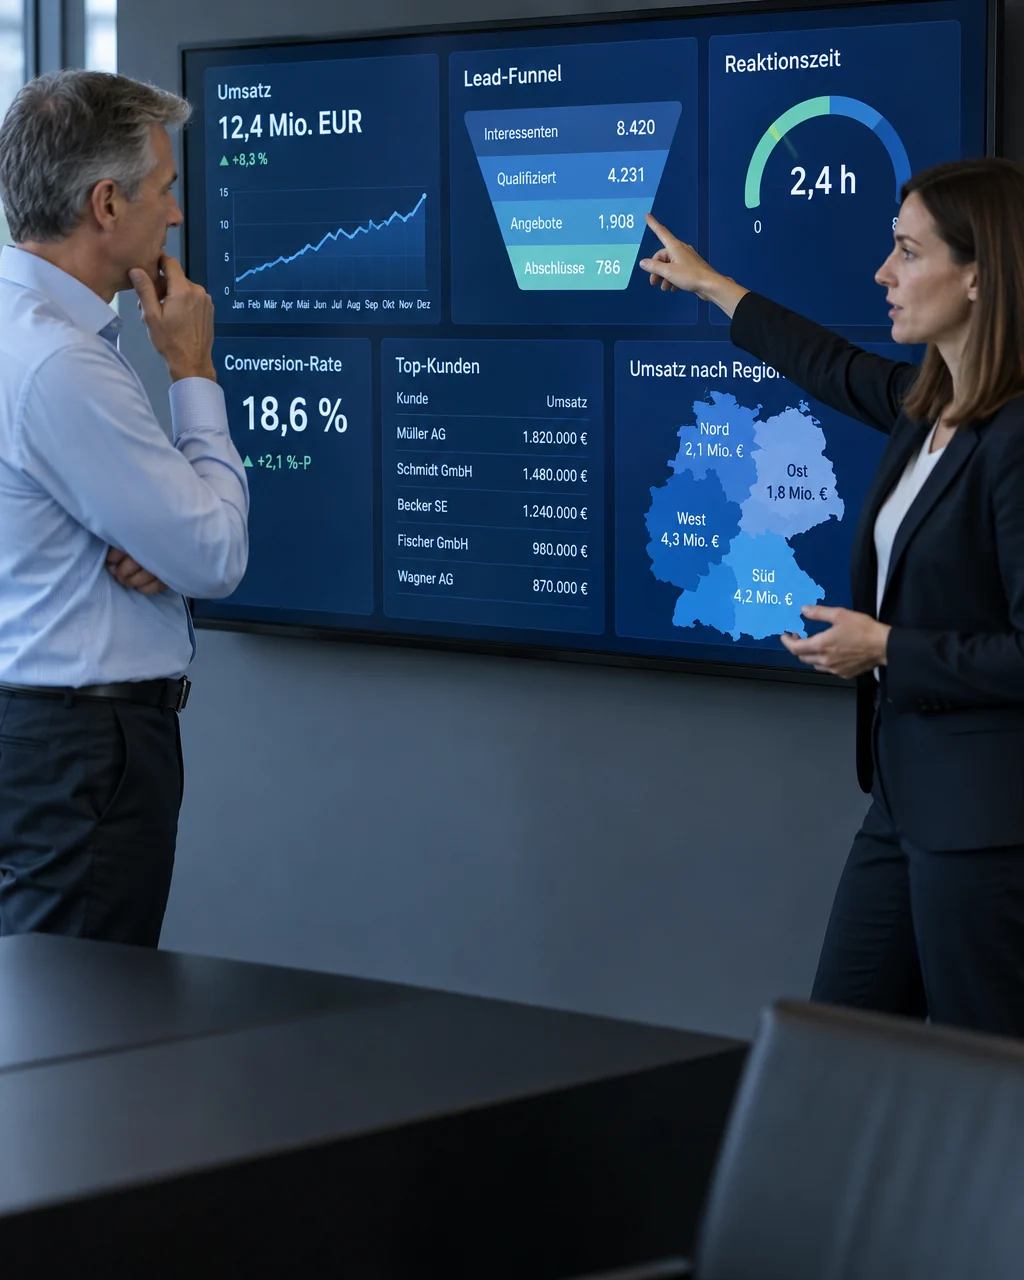 Umsatz
12,4 Mio. EUR
▲ +8,3 %
15
10
5
0
Jan Feb Mär Apr Mai Jun Jul Aug Sep Okt Nov Dez
Lead-Funnel
Interessenten 8.420
Qualifiziert 4.231
Angebote 1,908
Abschlüsse 786
Reaktionszeit
2,4 h
0
Conversion-Rate
18,6 %
▲ +2,1 %-P
Top-Kunden
Kunde Umsatz
Müller AG 1.820.000 €
Schmidt GmbH 1.480.000 €
Becker SE 1.240.000 €
Fischer GmbH 980.000 €
Wagner AG 870.000 €
Umsatz nach Region
Nord
2,1 Mio. €
Ost
1,8 Mio. €
West
4,3 Mio. €
Süd
4,2 Mio. €